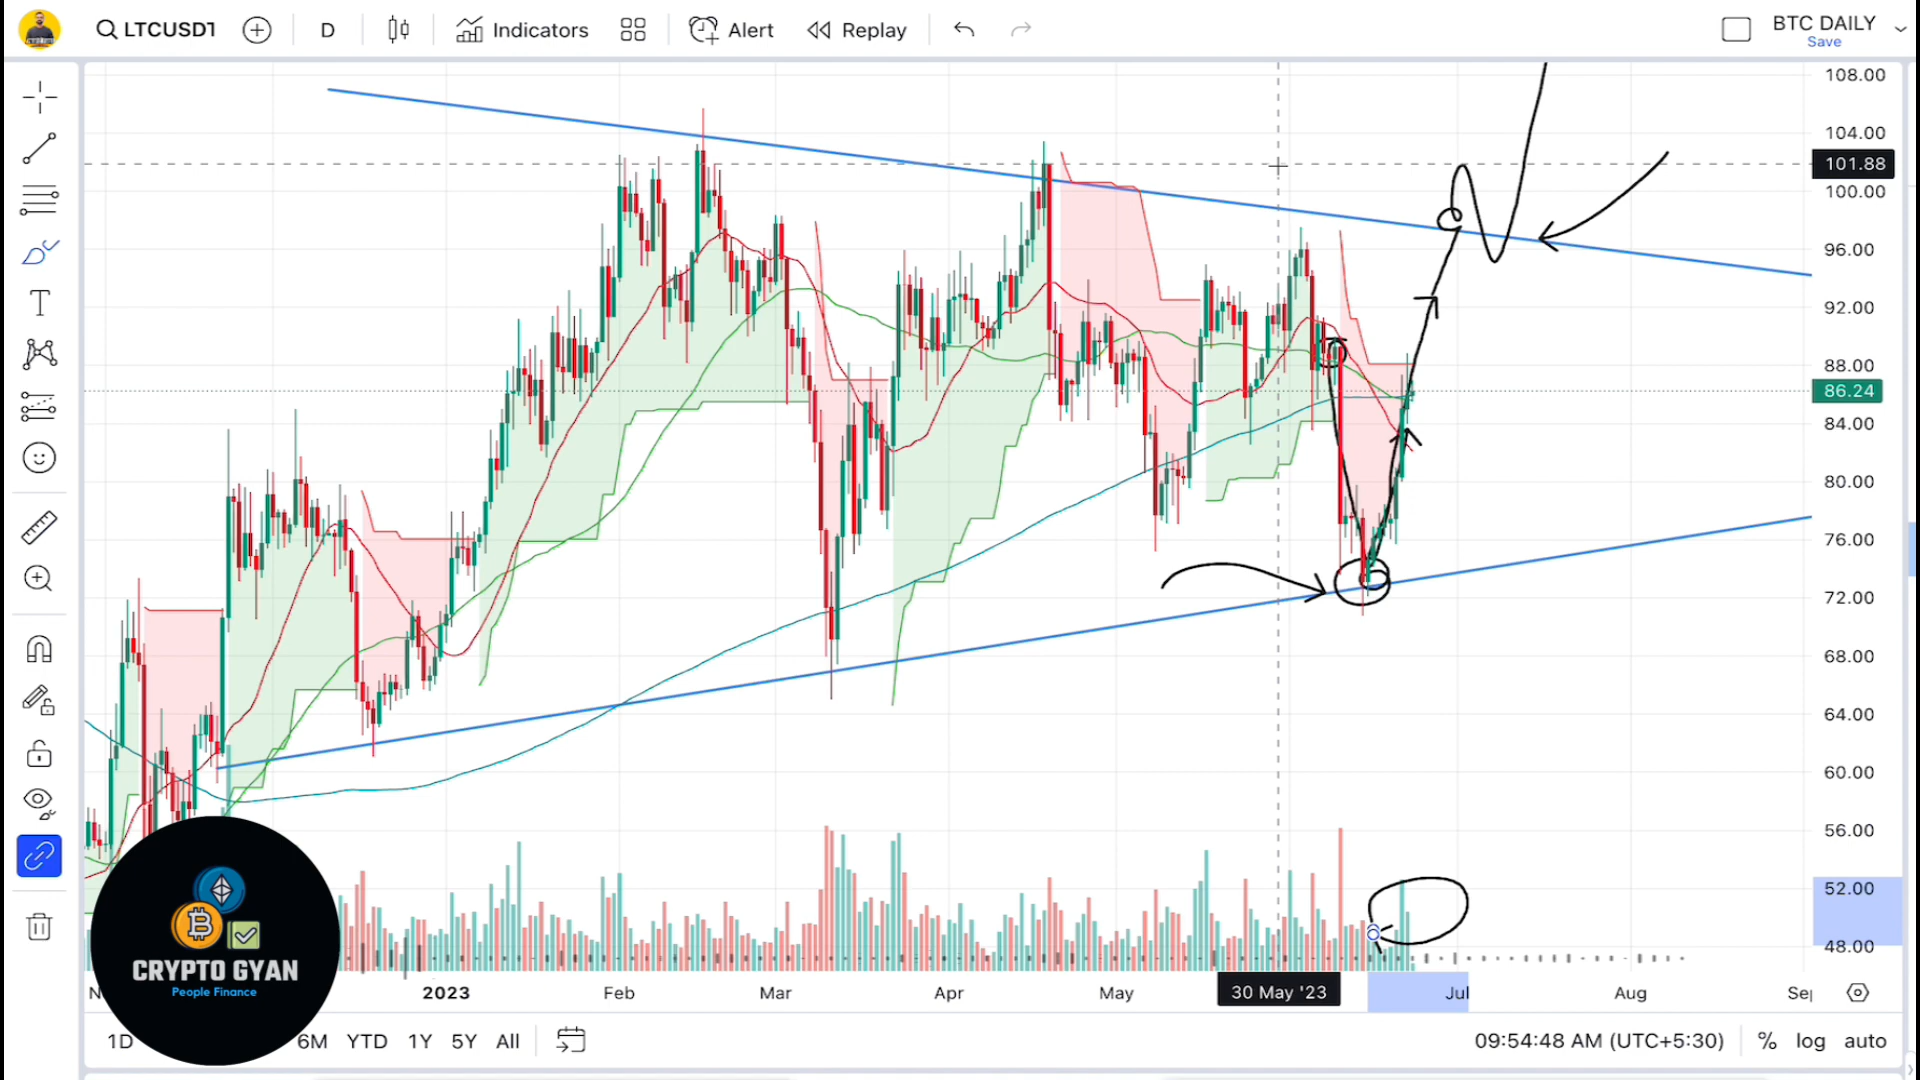 LTCUSDT
D
Indicators
Alert
Replay
BTC DAILY
Save
108.00
104.00
101.88
100.00
96.00
92.00
88.00
86.24
84.00
80.00
76.00
72.00
68.00
64.00
60.00
56.00
52.00
48.00
N
2023
Feb
Mar
Apr
May
30 May '23
Jul
Aug
Sep
CRYPTO GYAN
People Finance
1D
6M
YTD
1Y
5Y
All
09:54:48 AM (UTC+5:30)
%
log
auto